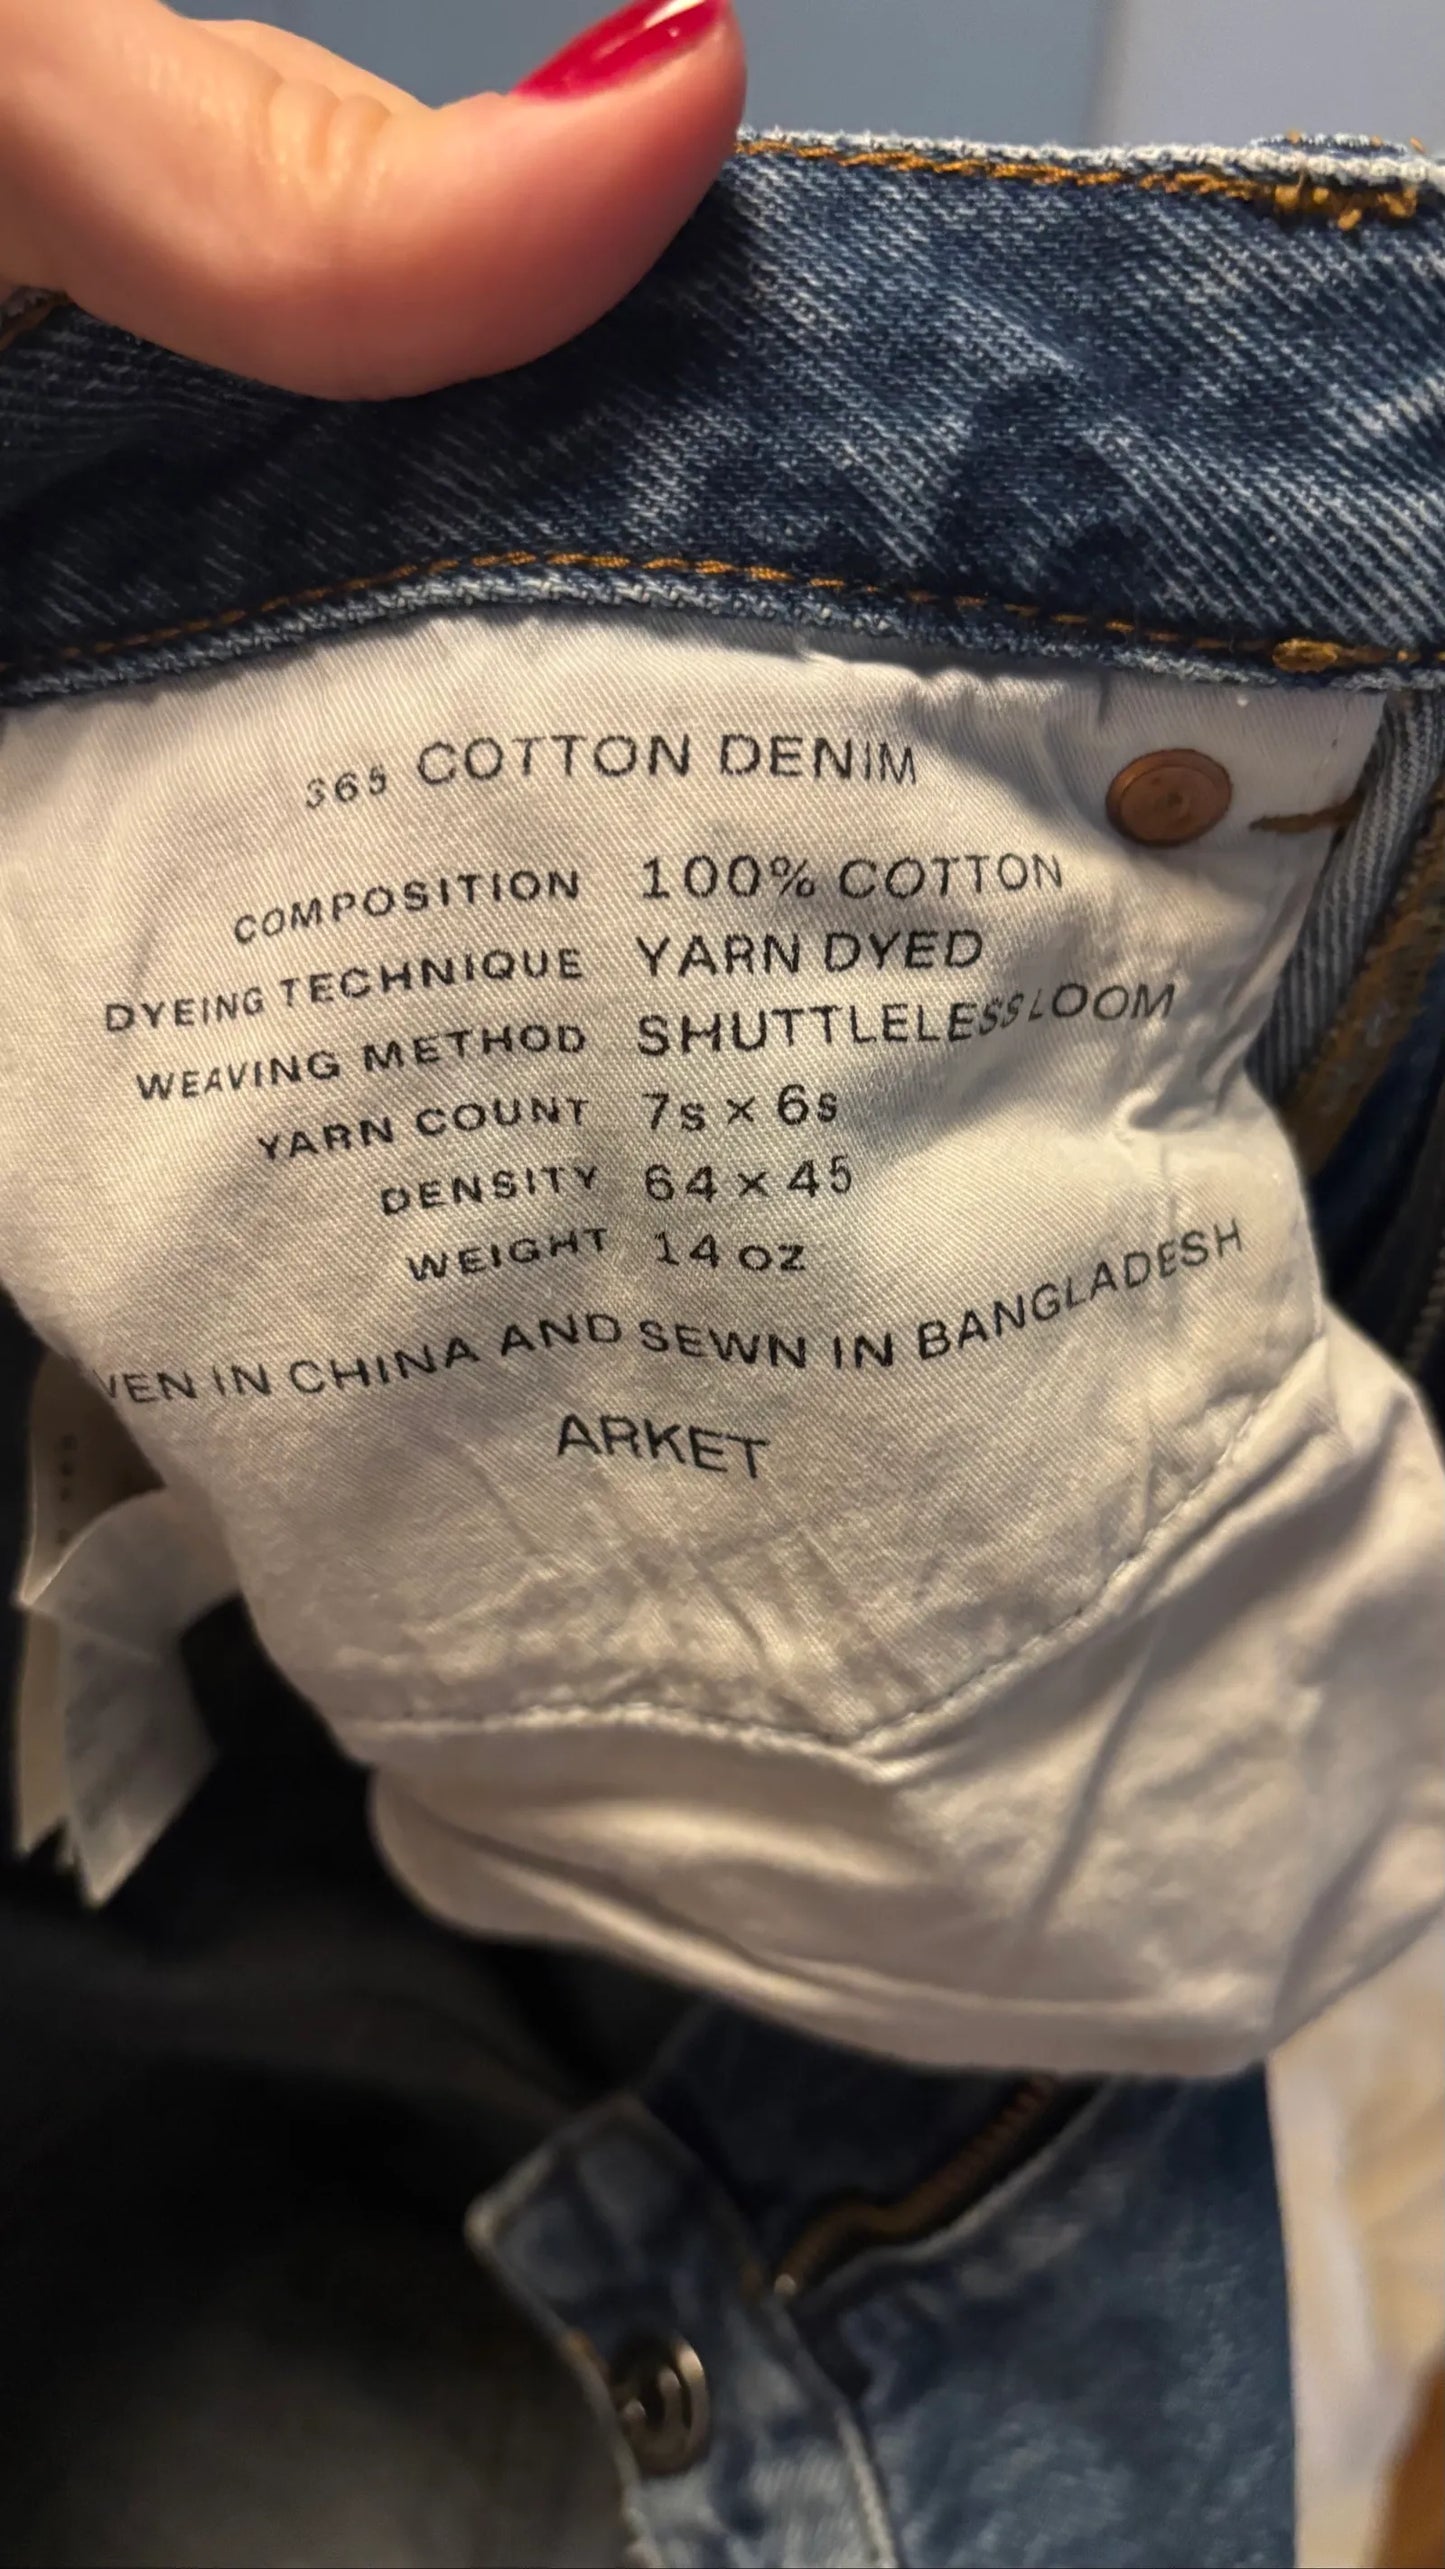 365 COTTON DENIM
COMPOSITION 100% COTTON
DYEING TECHNIQUE YARN DYED
WEAVING METHOD SHUTTLELESS LOOM
YARN COUNT 7s × 6s
DENSITY 64 × 45
WEIGHT 14 oz
VEN IN CHINA AND SEWN IN BANGLADESH
ARKET